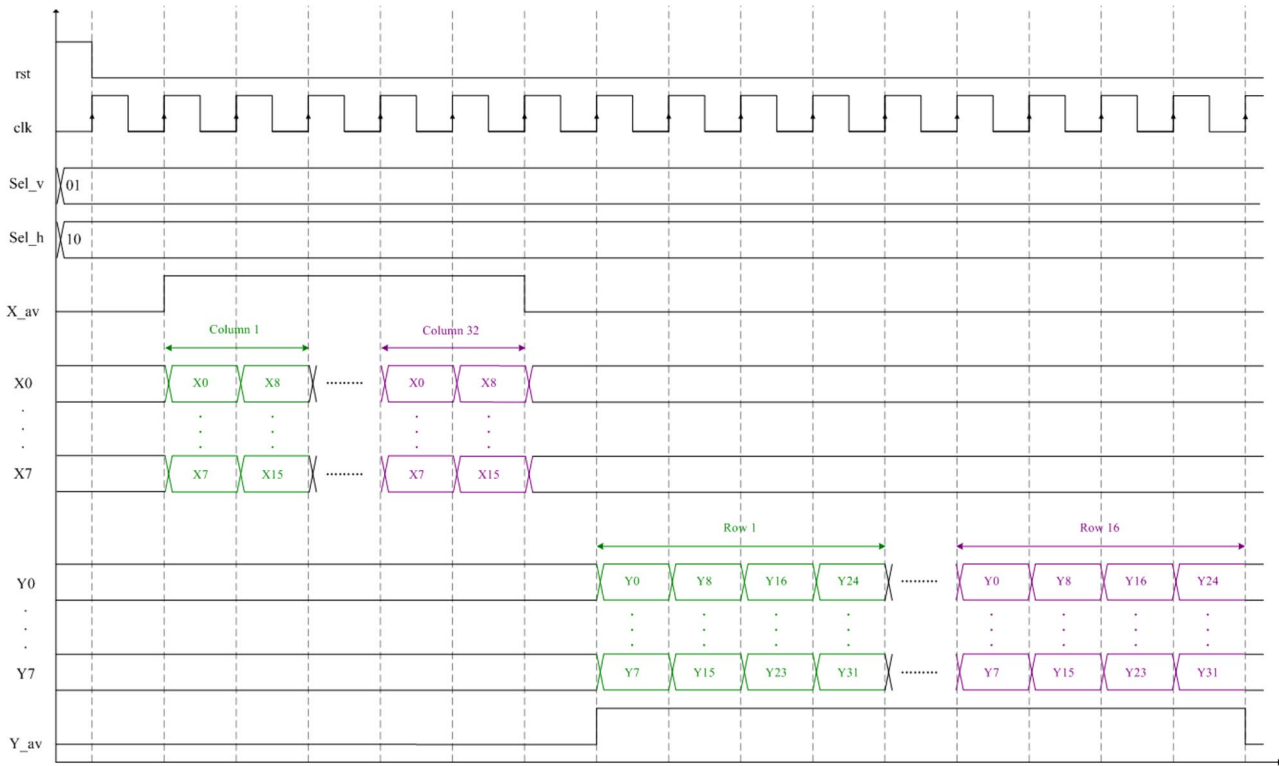 rst
clk
Sel_v 01
Sel_h 10
X_av
Column 1 Column 32
X0 X0 X8 ......... X0 X8
X7 X7 X15 ......... X7 X15
Row 1 Row 16
Y0 Y0 Y8 Y16 Y24 ......... Y0 Y8 Y16 Y24
Y7 Y7 Y15 Y23 Y31 ......... Y7 Y15 Y23 Y31
Y_av